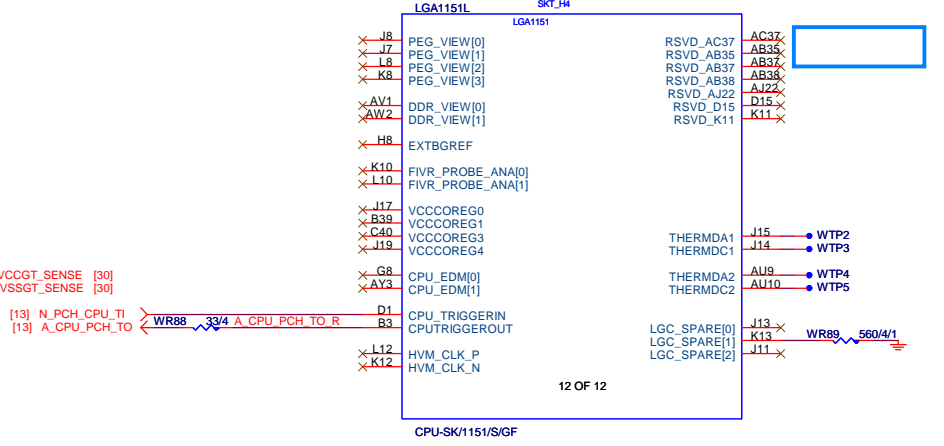 SKT_H4
LGA1151L
LGA1151
J8 PEG_VIEW[0] RSVD_AC37 AC37
J7 PEG_VIEW[1] RSVD_AB35 AB35
L8 PEG_VIEW[2] RSVD_AB37 AB37
K8 PEG_VIEW[3] RSVD_AB38 AB38
RSVD_AJ22 AJ22
AV1 DDR_VIEW[0] RSVD_D15 D15
AW2 DDR_VIEW[1] RSVD_K11 K11
H8 EXTBGREF
K10 FIVR_PROBE_ANA[0]
L10 FIVR_PROBE_ANA[1]
J17 VCCCOREG0
B39 VCCCOREG1
C40 VCCCOREG3 THERMDA1 J15 WTP2
J19 VCCCOREG4 THERMDC1 J14 WTP3
VCCGT_SENSE [30] G8 CPU_EDM[0] THERMDA2 AU9 WTP4
VSSGT_SENSE [30] AY3 CPU_EDM[1] THERMDC2 AU10 WTP5
[13] N_PCH_CPU_TI D1 CPU_TRIGGERIN
[13] A_CPU_PCH_TO WR88 33/4 A_CPU_PCH_TO_R B3 CPUTRIGGEROUT LGC_SPARE[0] J13
LGC_SPARE[1] K13 WR89 560/4/1
L12 HVM_CLK_P LGC_SPARE[2] J11
K12 HVM_CLK_N
12 OF 12
CPU-SK/1151/S/GF